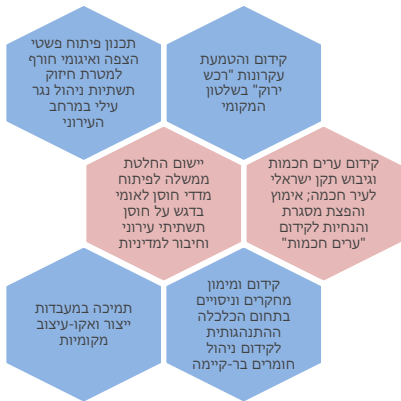 קידום והטמעת
עקרונות "רכש
ירוק" בשלטון
המקומי
תכנון פיתוח פשטי
הצפה ואיגומי חורף
למטרת חיזוק
תשתיות ניהול נגר
עילי במרחב
העירוני
קידום ערים חכמות
וגיבוש תקן ישראלי
לעיר חכמה; אימוץ
והפצת מסגרת
והנחיות לקידום
"ערים חכמות"
יישום החלטת
ממשלה לפיתוח
מדדי חוסן לאומי
בדגש על חוסן
תשתיתי עירוני
וחיבור למדיניות
קידום ומימון
מחקרים וניסויים
בתחום הכלכלה
ההתנהגותית
לקידום ניהול
חומרים בר-קיימה
תמיכה במעבדות
ייצור ואקו-עיצוב
מקומיות